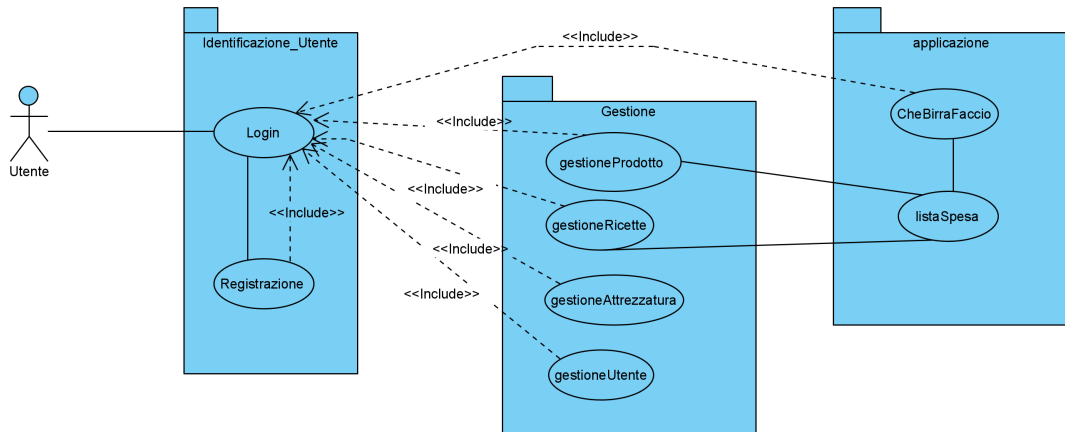 Identificazione_Utente
applicazione
<<Include>>
Gestione
CheBirraFaccio
<<Include>>
Login
gestioneProdotto
Utente
<<Include>>
<<Include>>
listaSpesa
gestioneRicette
<<Include>>
Registrazione
<<Include>>
gestioneAttrezzatura
gestioneUtente